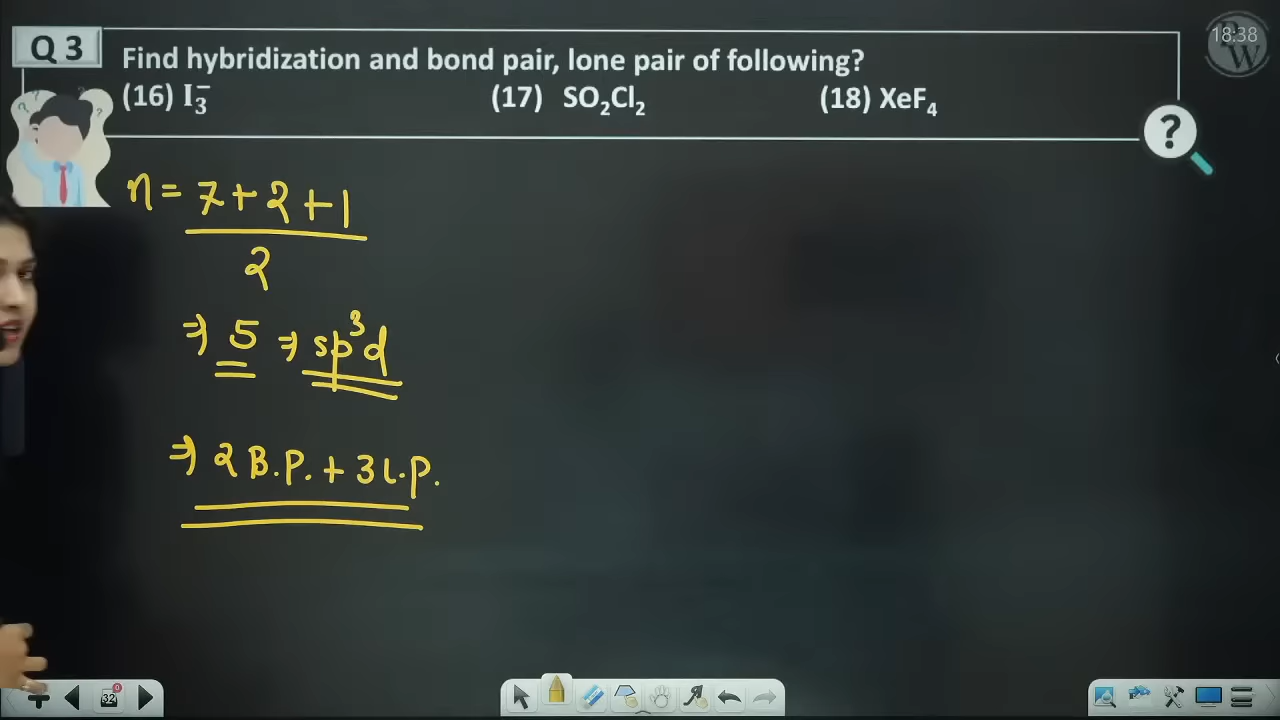 Q 3
Find hybridization and bond pair, lone pair of following?
(16) I₃⁻ (17) SO₂Cl₂ (18) XeF₄
18:38
n = 7+2+1
2
⇒ 5 ⇒ sp³d
⇒ 2 B.P. + 3 L.P.
?
32